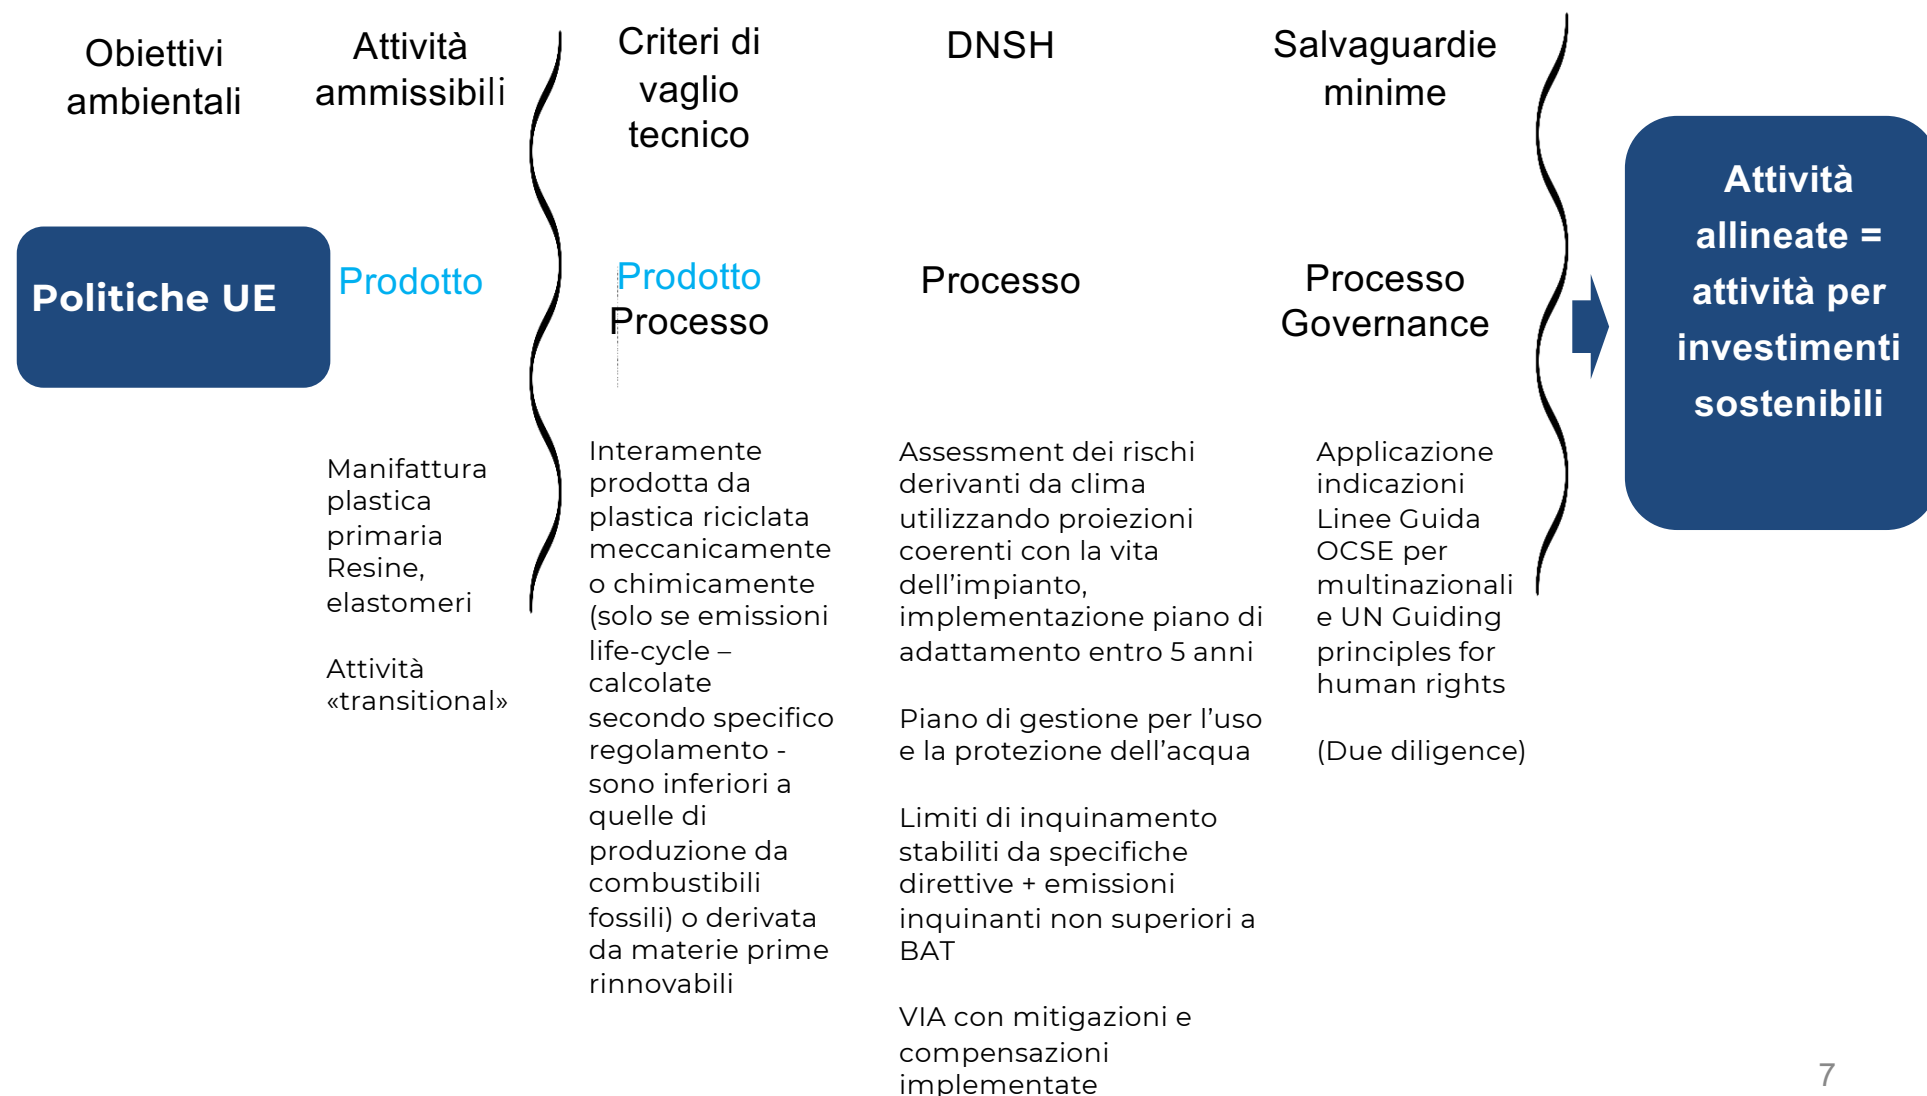 Obiettivi
ambientali
Attività
ammissibili
Criteri di
vaglio
tecnico
DNSH
Salvaguardie
minime
Politiche UE
Prodotto
Prodotto
Processo
Processo
Processo
Governance
Attività
allineate =
attività per
investimenti
sostenibili
Manifattura
plastica
primaria
Resine,
elastomeri
Attività
«transitional»
Interamente
prodotta da
plastica riciclata
meccanicamente
o chimicamente
(solo se emissioni
life-cycle –
calcolate
secondo specifico
regolamento -
sono inferiori a
quelle di
produzione da
combustibili
fossili) o derivata
da materie prime
rinnovabili
Assessment dei rischi
derivanti da clima
utilizzando proiezioni
coerenti con la vita
dell’impianto,
implementazione piano di
adattamento entro 5 anni
Piano di gestione per l’uso
e la protezione dell’acqua
Limiti di inquinamento
stabiliti da specifiche
direttive + emissioni
inquinanti non superiori a
BAT
VIA con mitigazioni e
compensazioni
implementate
Applicazione
indicazioni
Linee Guida
OCSE per
multinazionali
e UN Guiding
principles for
human rights
(Due diligence)
7